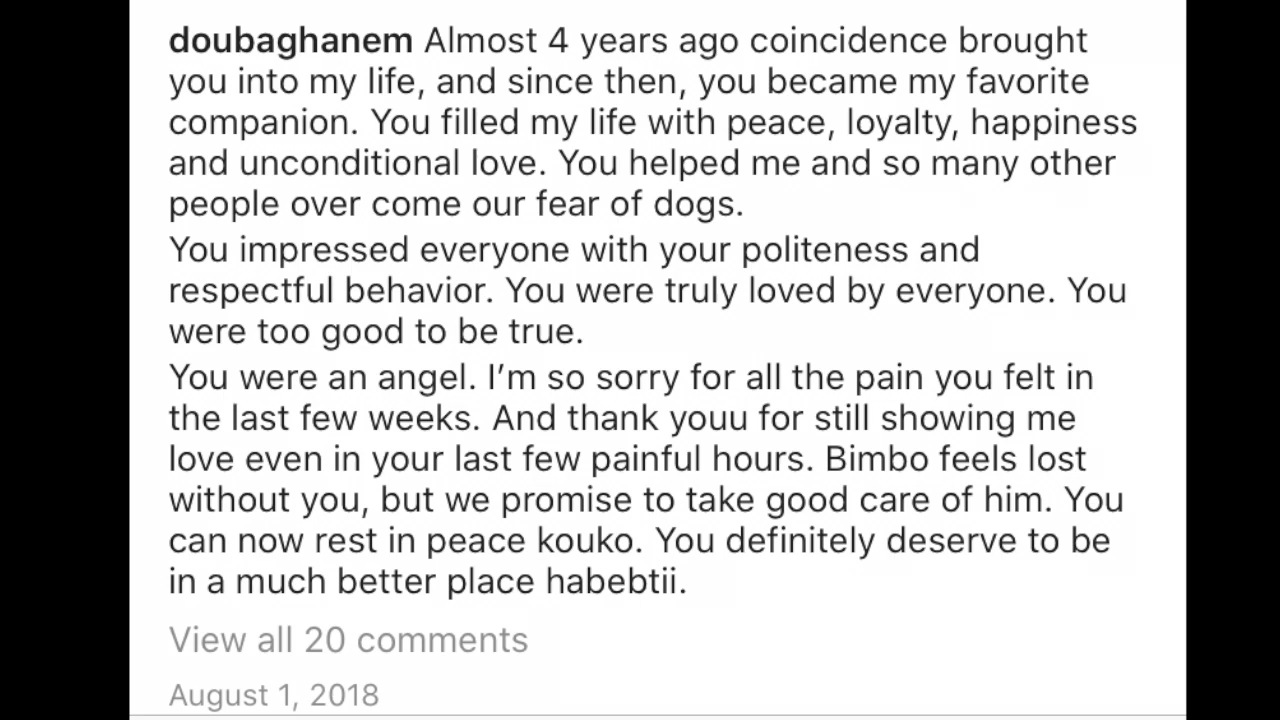 doubaghanem Almost 4 years ago coincidence brought
you into my life, and since then, you became my favorite
companion. You filled my life with peace, loyalty, happiness
and unconditional love. You helped me and so many other
people over come our fear of dogs.
You impressed everyone with your politeness and
respectful behavior. You were truly loved by everyone. You
were too good to be true.
You were an angel. I’m so sorry for all the pain you felt in
the last few weeks. And thank youu for still showing me
love even in your last few painful hours. Bimbo feels lost
without you, but we promise to take good care of him. You
can now rest in peace kouko. You definitely deserve to be
in a much better place habebtii.
View all 20 comments
August 1, 2018